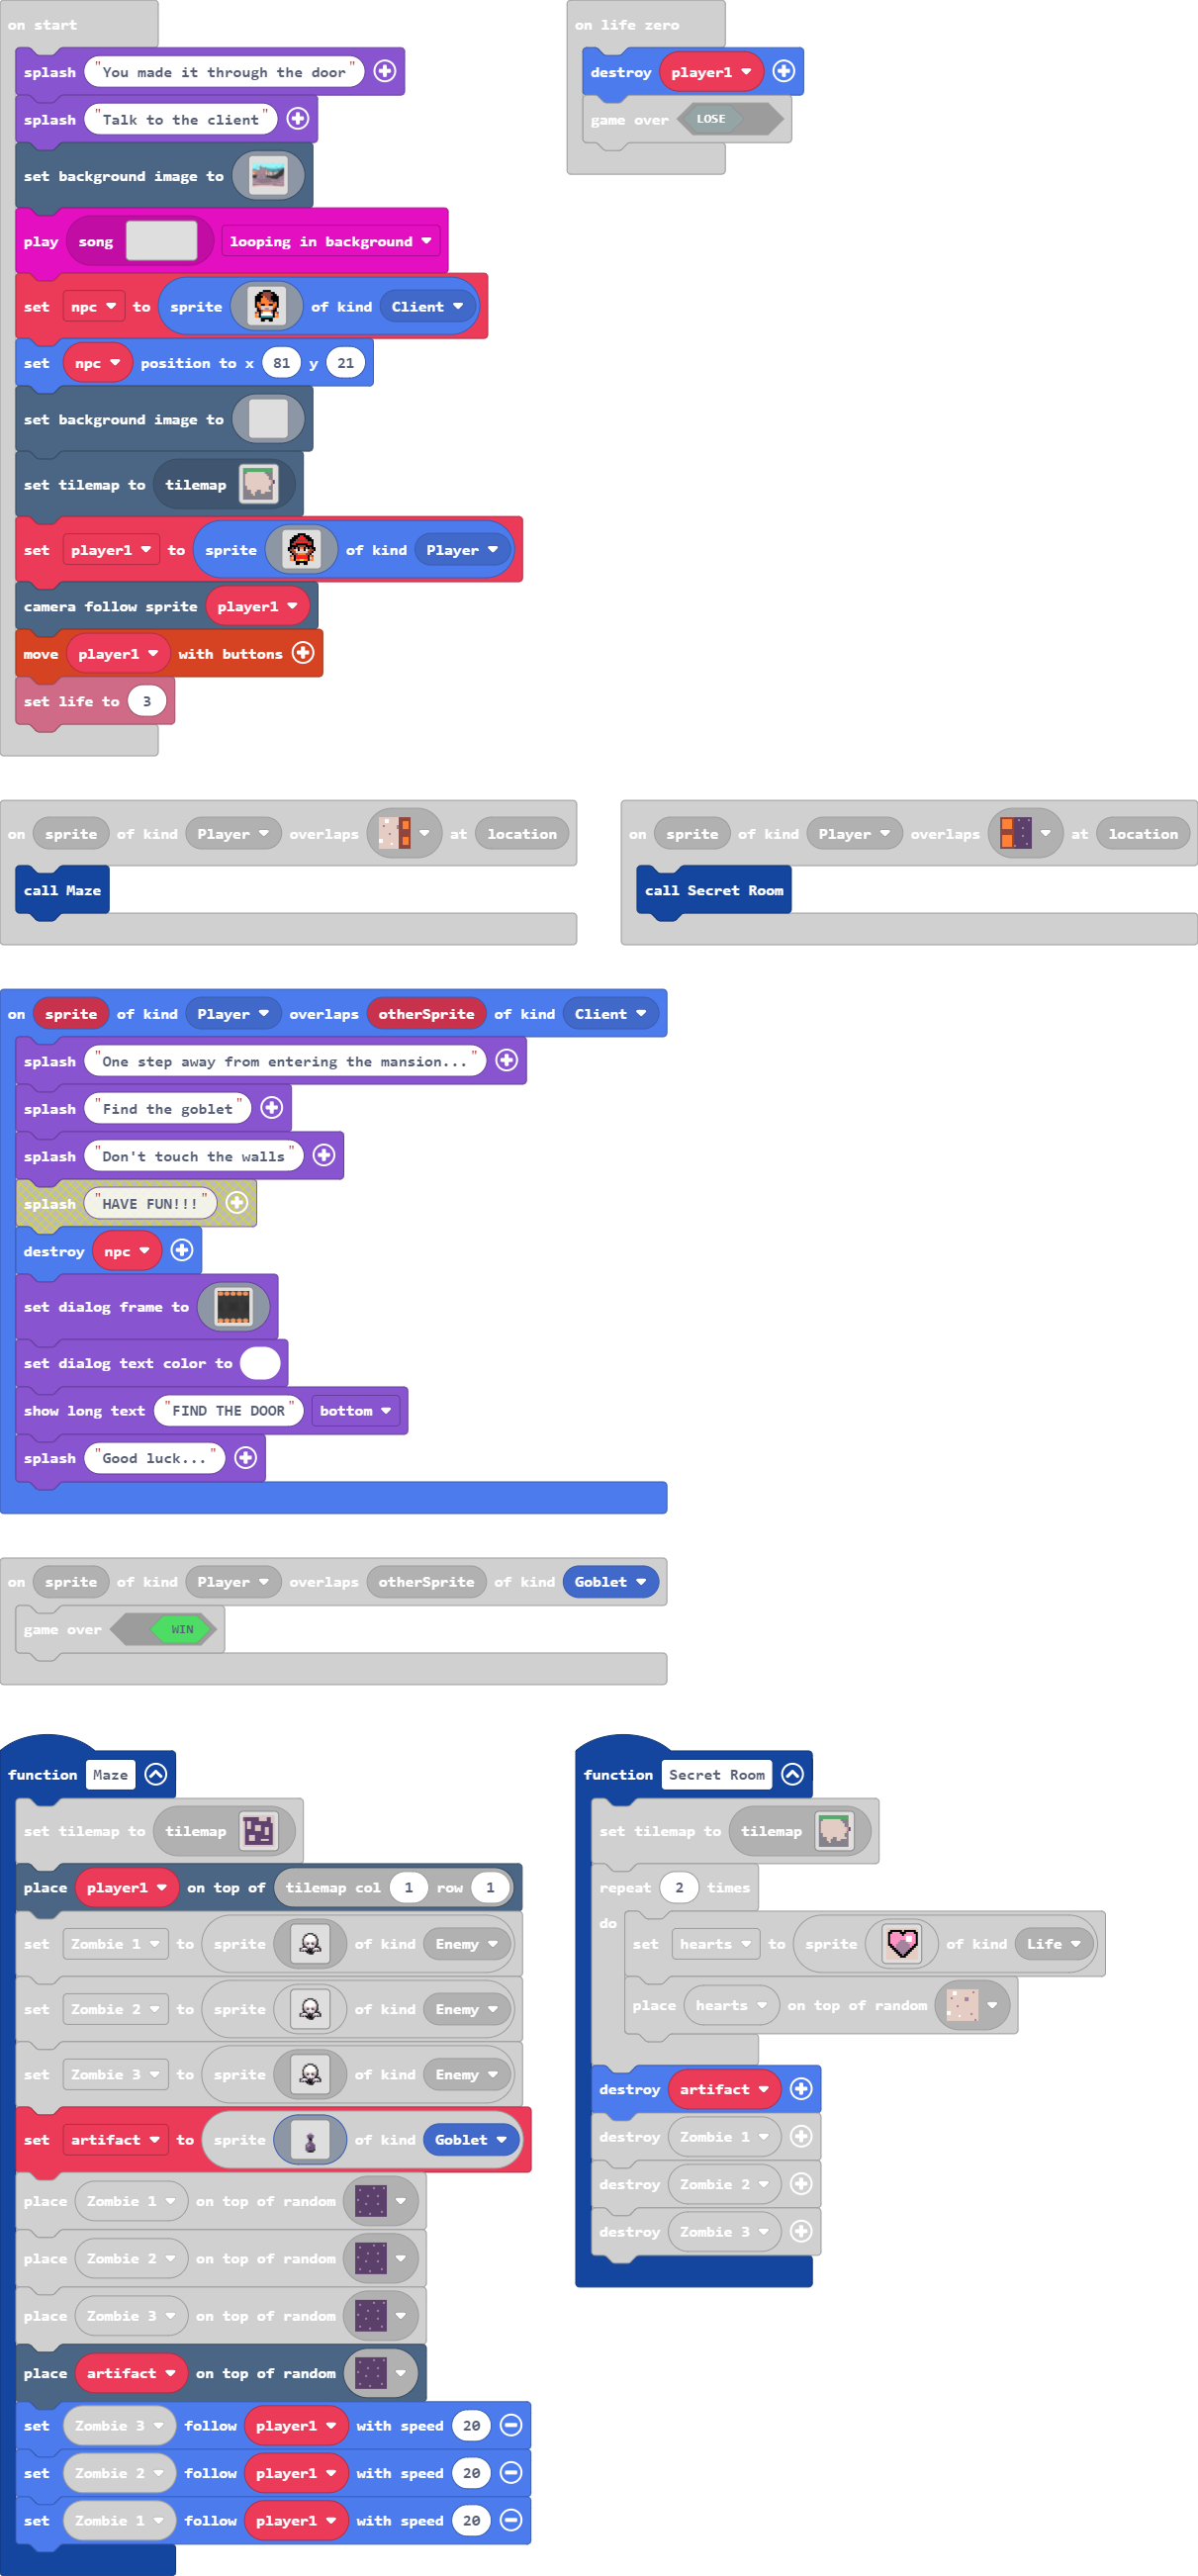 on start
splash "You made it through the door"
splash "Talk to the client"
set background image to
play song looping in background
set npc to sprite of kind Client
set npc position to x 81 y 21
set background image to
set tilemap to tilemap
set player1 to sprite of kind Player
camera follow sprite player1
move player1 with buttons
set life to 3
on life zero
destroy player1
game over LOSE
on sprite of kind Player overlaps at location
call Maze
on sprite of kind Player overlaps at location
call Secret Room
on sprite of kind Player overlaps otherSprite of kind Client
splash "One step away from entering the mansion..."
splash "Find the goblet"
splash "Don't touch the walls"
splash "HAVE FUN!!!"
destroy npc
set dialog frame to
set dialog text color to
show long text "FIND THE DOOR" bottom
splash "Good luck..."
on sprite of kind Player overlaps otherSprite of kind Goblet
game over WIN
function Maze
set tilemap to tilemap
place player1 on top of tilemap col 1 row 1
set Zombie 1 to sprite of kind Enemy
set Zombie 2 to sprite of kind Enemy
set Zombie 3 to sprite of kind Enemy
set artifact to sprite of kind Goblet
place Zombie 1 on top of random
place Zombie 2 on top of random
place Zombie 3 on top of random
place artifact on top of random
set Zombie 3 follow player1 with speed 20
set Zombie 2 follow player1 with speed 20
set Zombie 1 follow player1 with speed 20
function Secret Room
set tilemap to tilemap
repeat 2 times
do
set hearts to sprite of kind Life
place hearts on top of random
destroy artifact
destroy Zombie 1
destroy Zombie 2
destroy Zombie 3